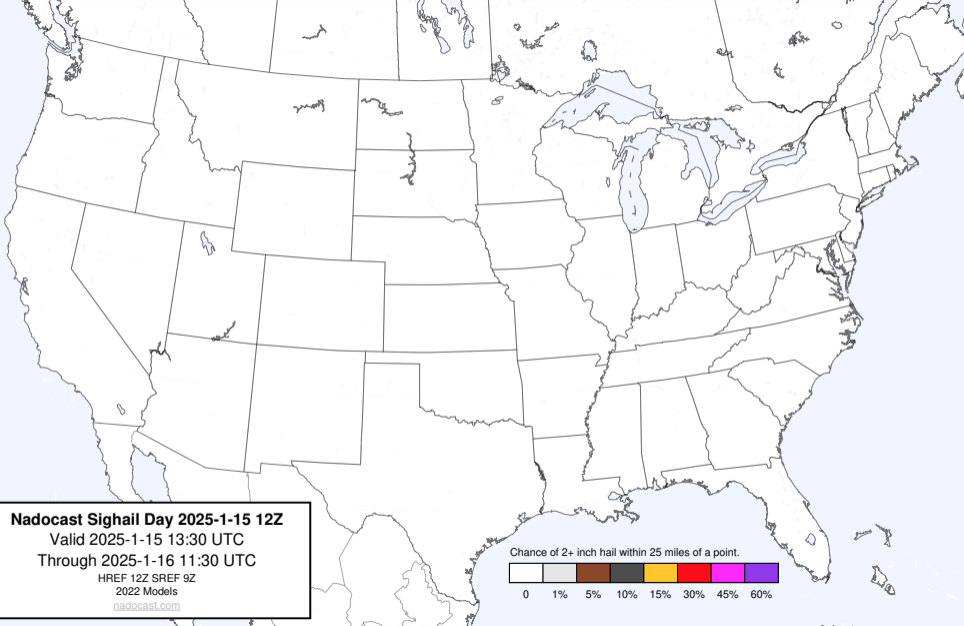 Nadocast Sighail Day 2025-1-15 12Z
Valid 2025-1-15 13:30 UTC
Through 2025-1-16 11:30 UTC
HREF 12Z SREF 9Z
2022 Models
nadocast.com
Chance of 2+ inch hail within 25 miles of a point.
0 1% 5% 10% 15% 30% 45% 60%